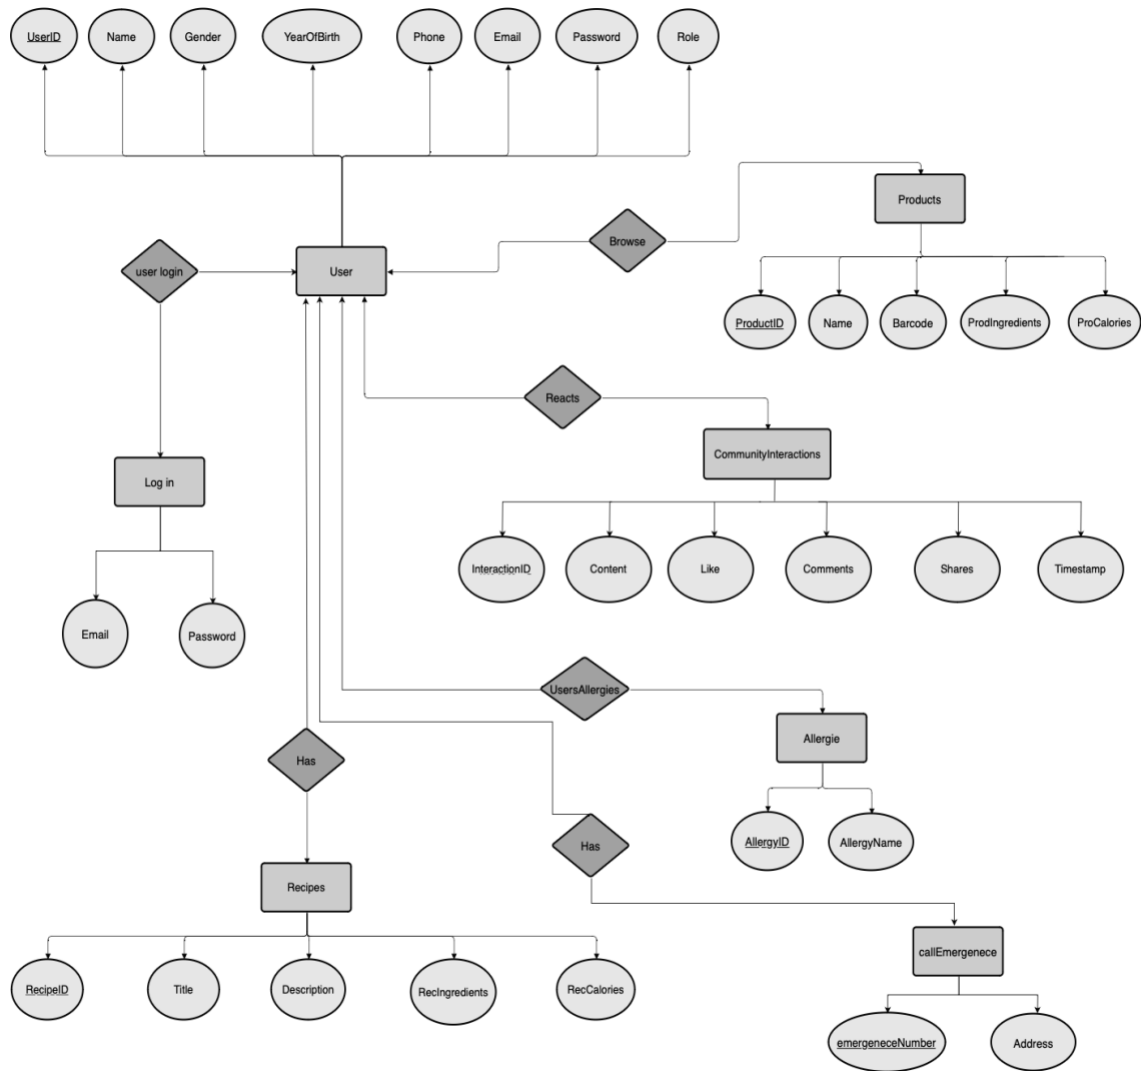 UserID
Name
Gender
YearOfBirth
Phone
Email
Password
Role
Products
Browse
user login
User
ProductID
Name
Barcode
ProdIngredients
ProCalories
Reacts
CommunityInteractions
Log in
InteractionID
Content
Like
Comments
Shares
Timestamp
Email
Password
UsersAllergies
Allergie
Has
AllergyID
AllergyName
Has
Recipes
callEmergenece
RecipeID
Title
Description
RecIngredients
RecCalories
emergeneceNumber
Address